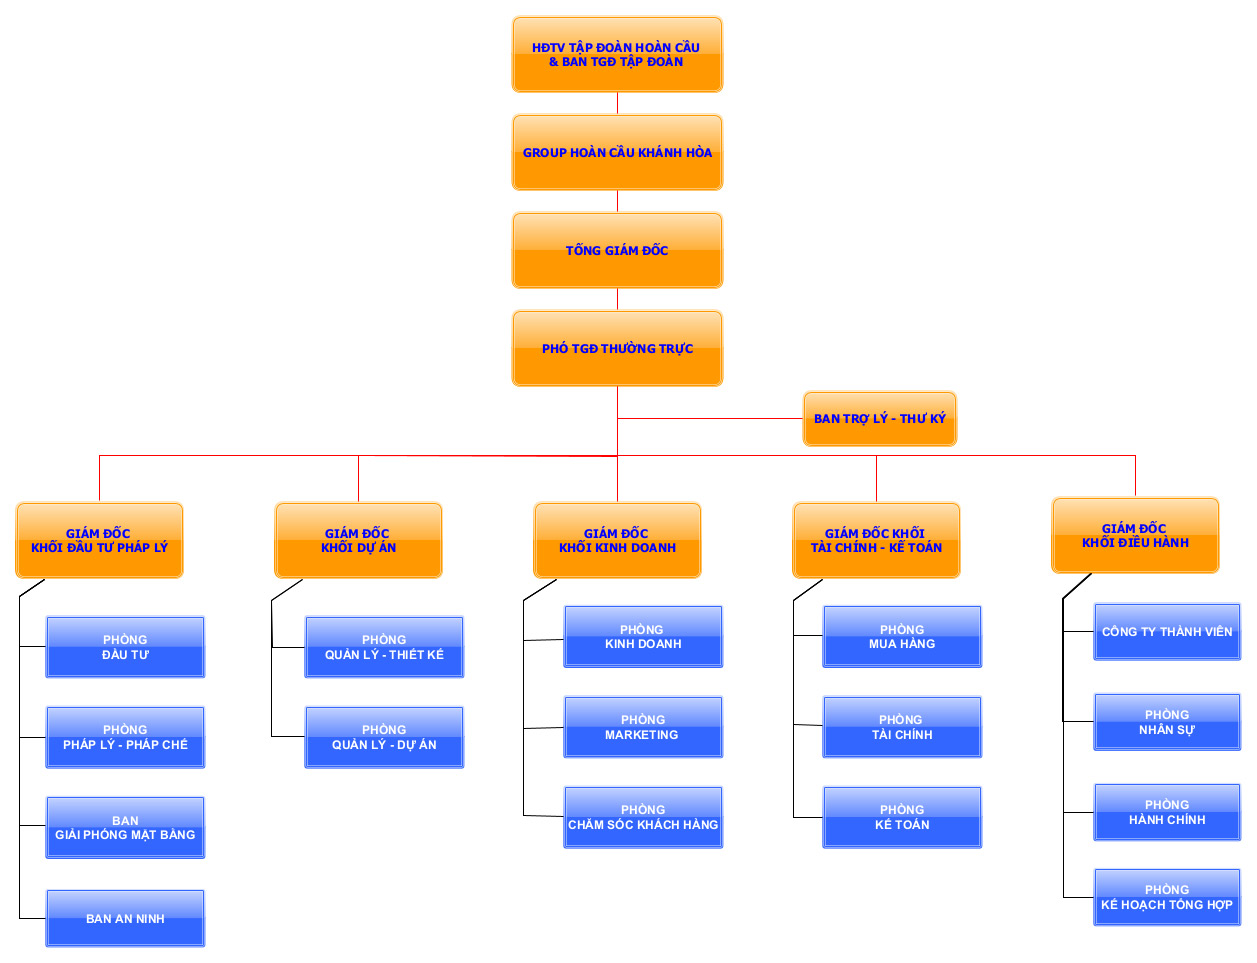 HĐTV TẬP ĐOÀN HOÀN CẦU
& BAN TGĐ TẬP ĐOÀN
GROUP HOÀN CẦU KHÁNH HÒA
TỔNG GIÁM ĐỐC
PHÓ TGĐ THƯỜNG TRỰC
BAN TRỢ LÝ - THƯ KÝ
GIÁM ĐỐC
KHỐI ĐẦU TƯ PHÁP LÝ
GIÁM ĐỐC
KHỐI DỰ ÁN
GIÁM ĐỐC
KHỐI KINH DOANH
GIÁM ĐỐC KHỐI
TÀI CHÍNH - KẾ TOÁN
GIÁM ĐỐC
KHỐI ĐIỀU HÀNH
PHÒNG
ĐẦU TƯ
PHÒNG
PHÁP LÝ - PHÁP CHẾ
BAN
GIẢI PHÓNG MẶT BẰNG
BAN AN NINH
PHÒNG
QUẢN LÝ - THIẾT KẾ
PHÒNG
QUẢN LÝ - DỰ ÁN
PHÒNG
KINH DOANH
PHÒNG
MARKETING
PHÒNG
CHĂM SÓC KHÁCH HÀNG
PHÒNG
MUA HÀNG
PHÒNG
TÀI CHÍNH
PHÒNG
KẾ TOÁN
CÔNG TY THÀNH VIÊN
PHÒNG
NHÂN SỰ
PHÒNG
HÀNH CHÍNH
PHÒNG
KẾ HOẠCH TỔNG HỢP